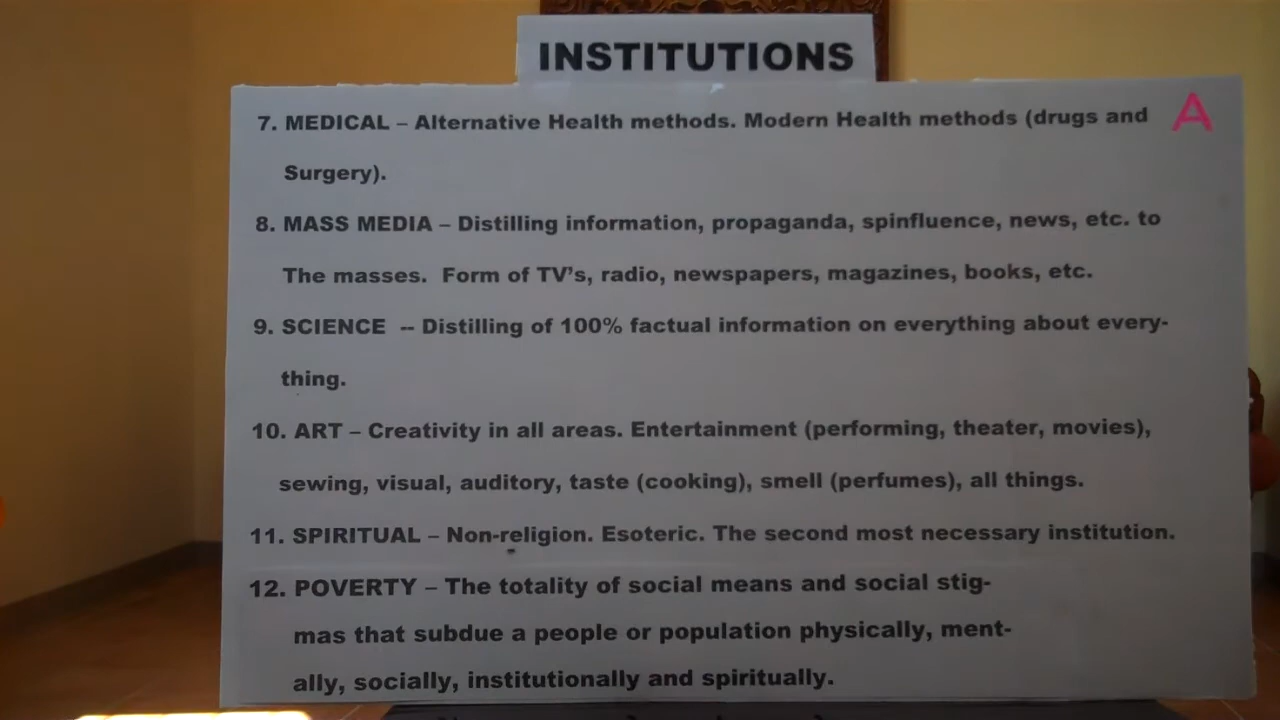 INSTITUTIONS
A
7. MEDICAL – Alternative Health methods. Modern Health methods (drugs and
Surgery).
8. MASS MEDIA – Distilling information, propaganda, spinfluence, news, etc. to
The masses.  Form of TV's, radio, newspapers, magazines, books, etc.
9. SCIENCE  -- Distilling of 100% factual information on everything about every-
thing.
10. ART – Creativity in all areas. Entertainment (performing, theater, movies),
sewing, visual, auditory, taste (cooking), smell (perfumes), all things.
11. SPIRITUAL – Non-religion. Esoteric. The second most necessary institution.
12. POVERTY – The totality of social means and social stig-
mas that subdue a people or population physically, ment-
ally, socially, institutionally and spiritually.